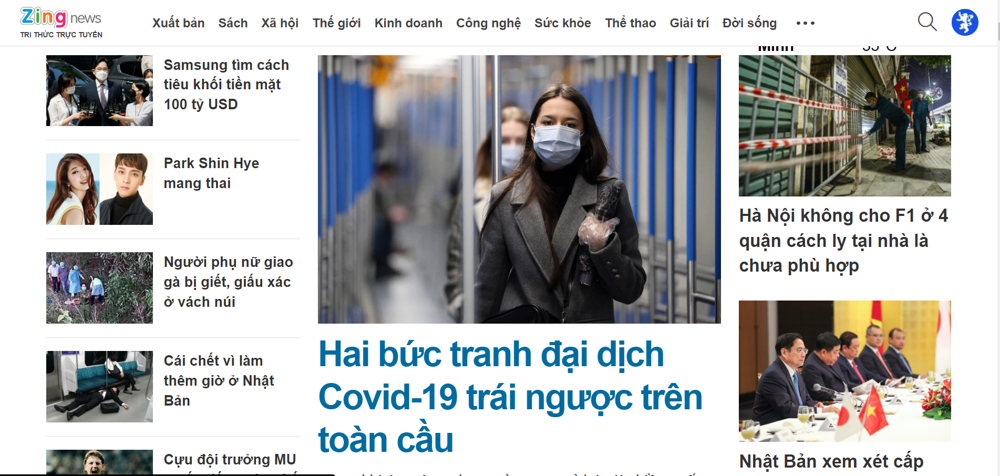 Zing news
TRI THỨC TRỰC TUYẾN
Xuất bản Sách Xã hội Thế giới Kinh doanh Công nghệ Sức khỏe Thể thao Giải trí Đời sống
Samsung tìm cách
tiêu khối tiền mặt
100 tỷ USD
Park Shin Hye
mang thai
Người phụ nữ giao
gà bị giết, giấu xác
ở vách núi
Cái chết vì làm
thêm giờ ở Nhật
Bản
Cựu đội trưởng MU
Hai bức tranh đại dịch
Covid-19 trái ngược trên
toàn cầu
Minh 33°C
TRUYỀN
THỐNG
Hà Nội không cho F1 ở 4
quận cách ly tại nhà là
chưa phù hợp
Nhật Bản xem xét cấp